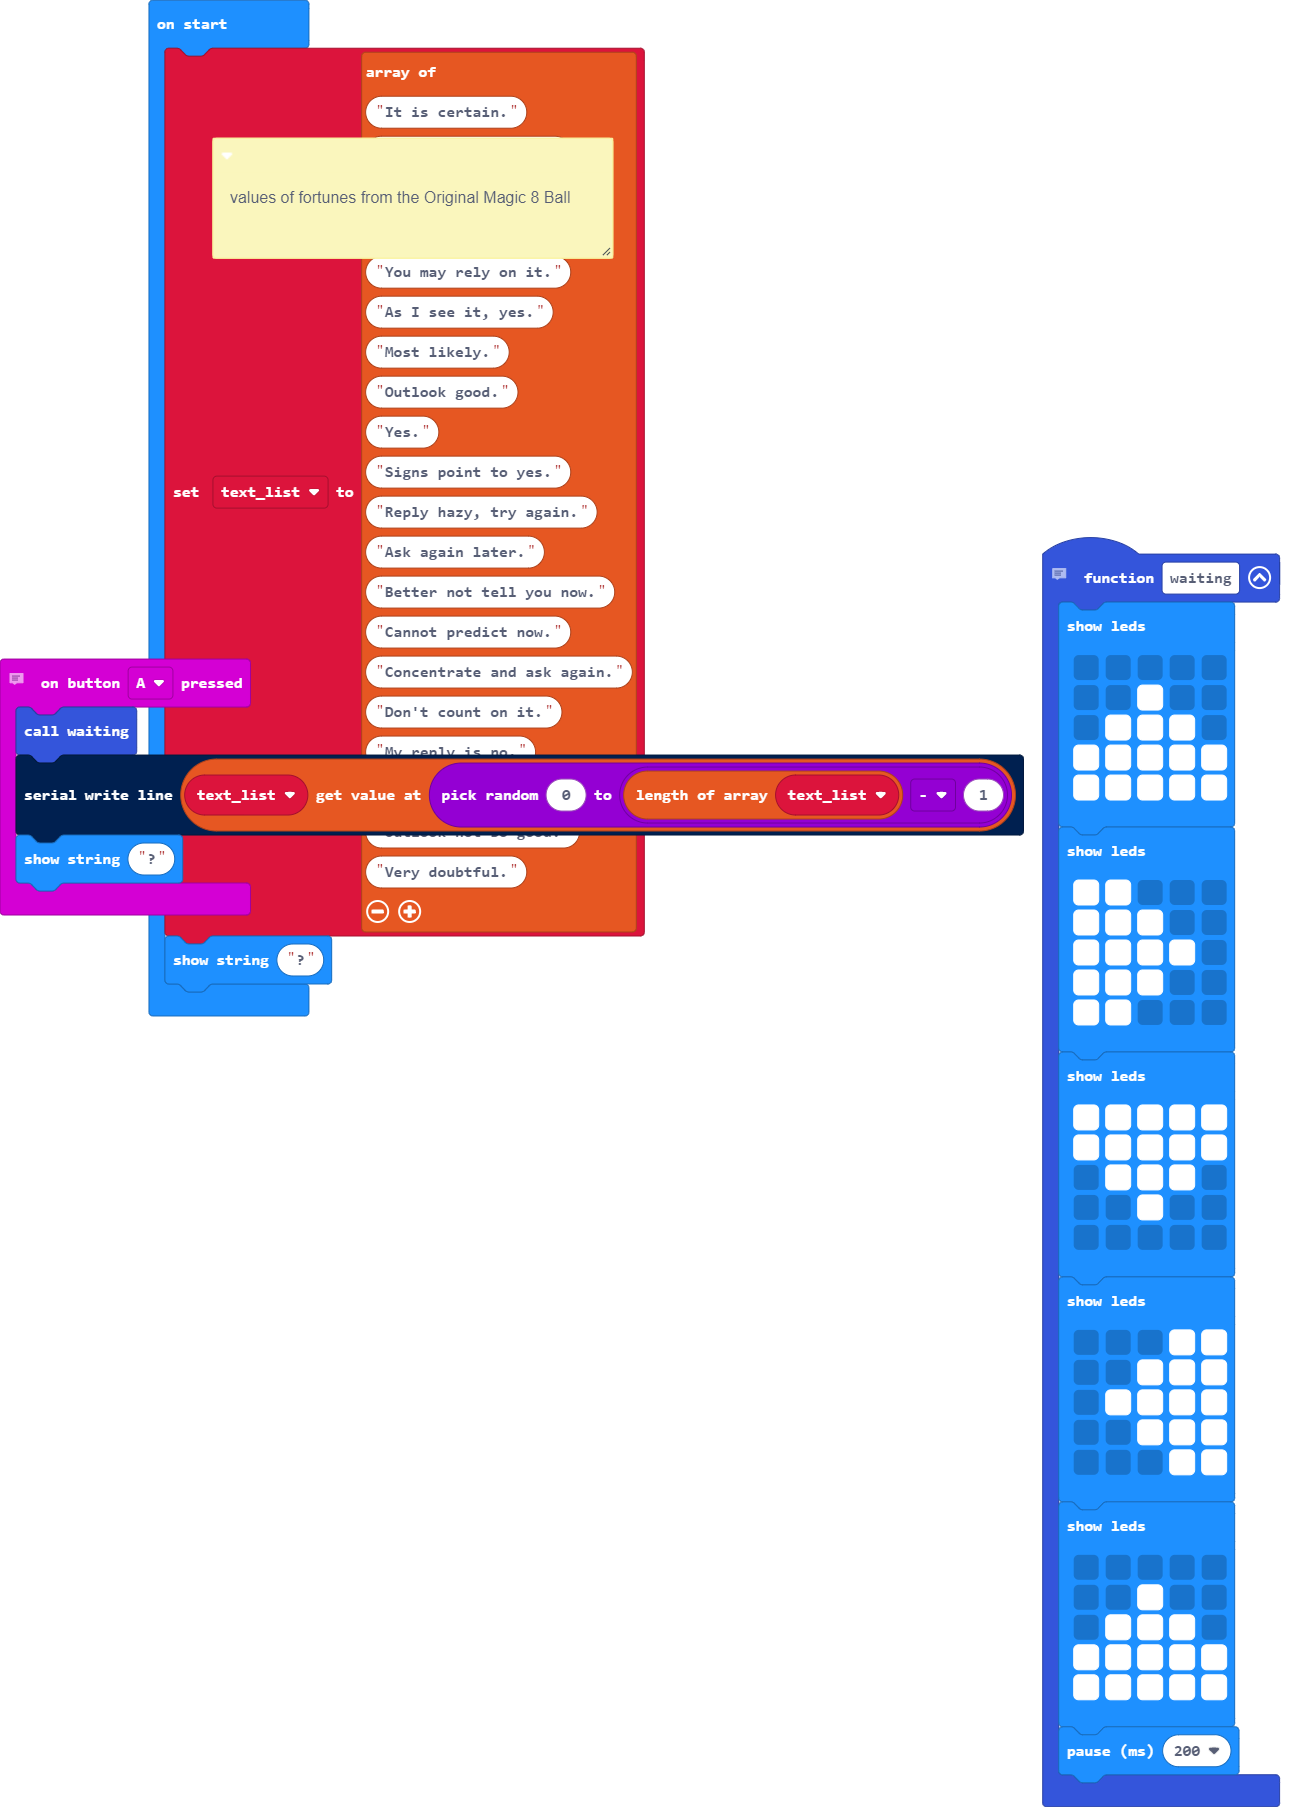 on start
array of
"It is certain."
values of fortunes from the Original Magic 8 Ball
"You may rely on it."
"As I see it, yes."
"Most likely."
"Outlook good."
"Yes."
"Signs point to yes."
set text_list to
"Reply hazy, try again."
"Ask again later."
"Better not tell you now."
"Cannot predict now."
"Concentrate and ask again."
"Don't count on it."
"My reply is no."
"Very doubtful."
show string "?"
on button A pressed
call waiting
serial write line text_list get value at pick random 0 to length of array text_list - 1
show string "?"
function waiting
show leds
show leds
show leds
show leds
show leds
pause (ms) 200